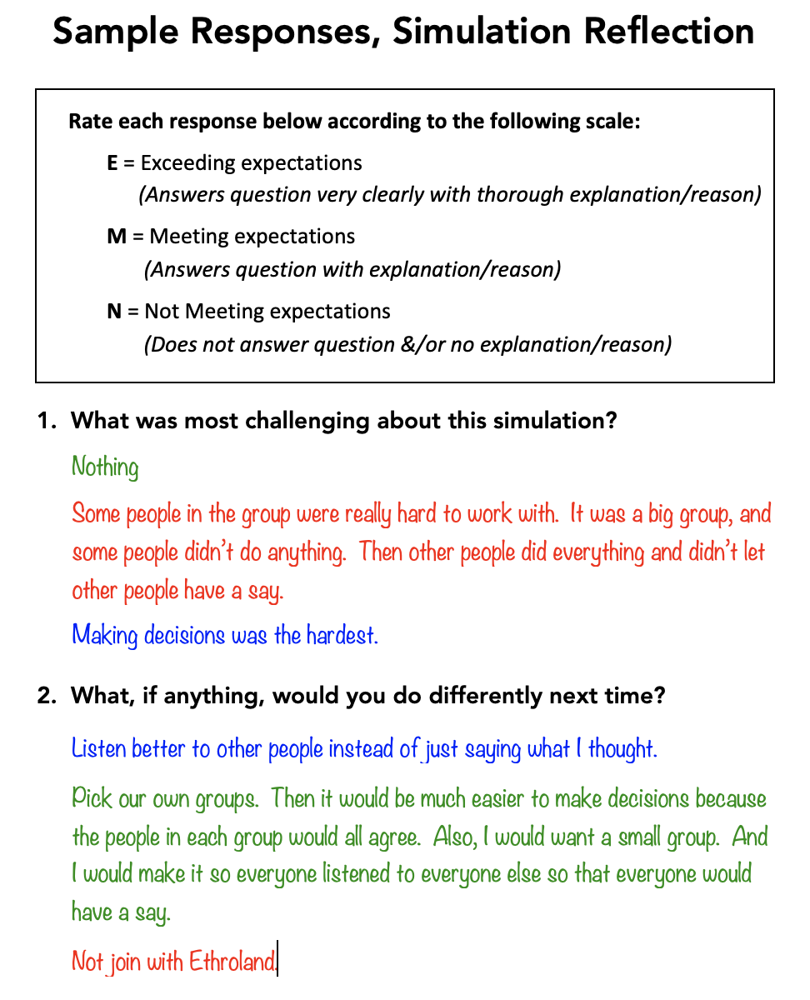 Sample Responses, Simulation Reflection
Rate each response below according to the following scale:
E = Exceeding expectations
(Answers question very clearly with thorough explanation/reason)
M = Meeting expectations
(Answers question with explanation/reason)
N = Not Meeting expectations
(Does not answer question &/or no explanation/reason)
1. What was most challenging about this simulation?
Nothing
Some people in the group were really hard to work with. It was a big group, and
some people didn't do anything. Then other people did everything and didn't let
other people have a say.
Making decisions was the hardest.
2. What, if anything, would you do differently next time?
Listen better to other people instead of just saying what I thought.
Pick our own groups. Then it would be much easier to make decisions because
the people in each group would all agree. Also, I would want a small group. And
I would make it so everyone listened to everyone else so that everyone would
have a say.
Not join with Ethroland.